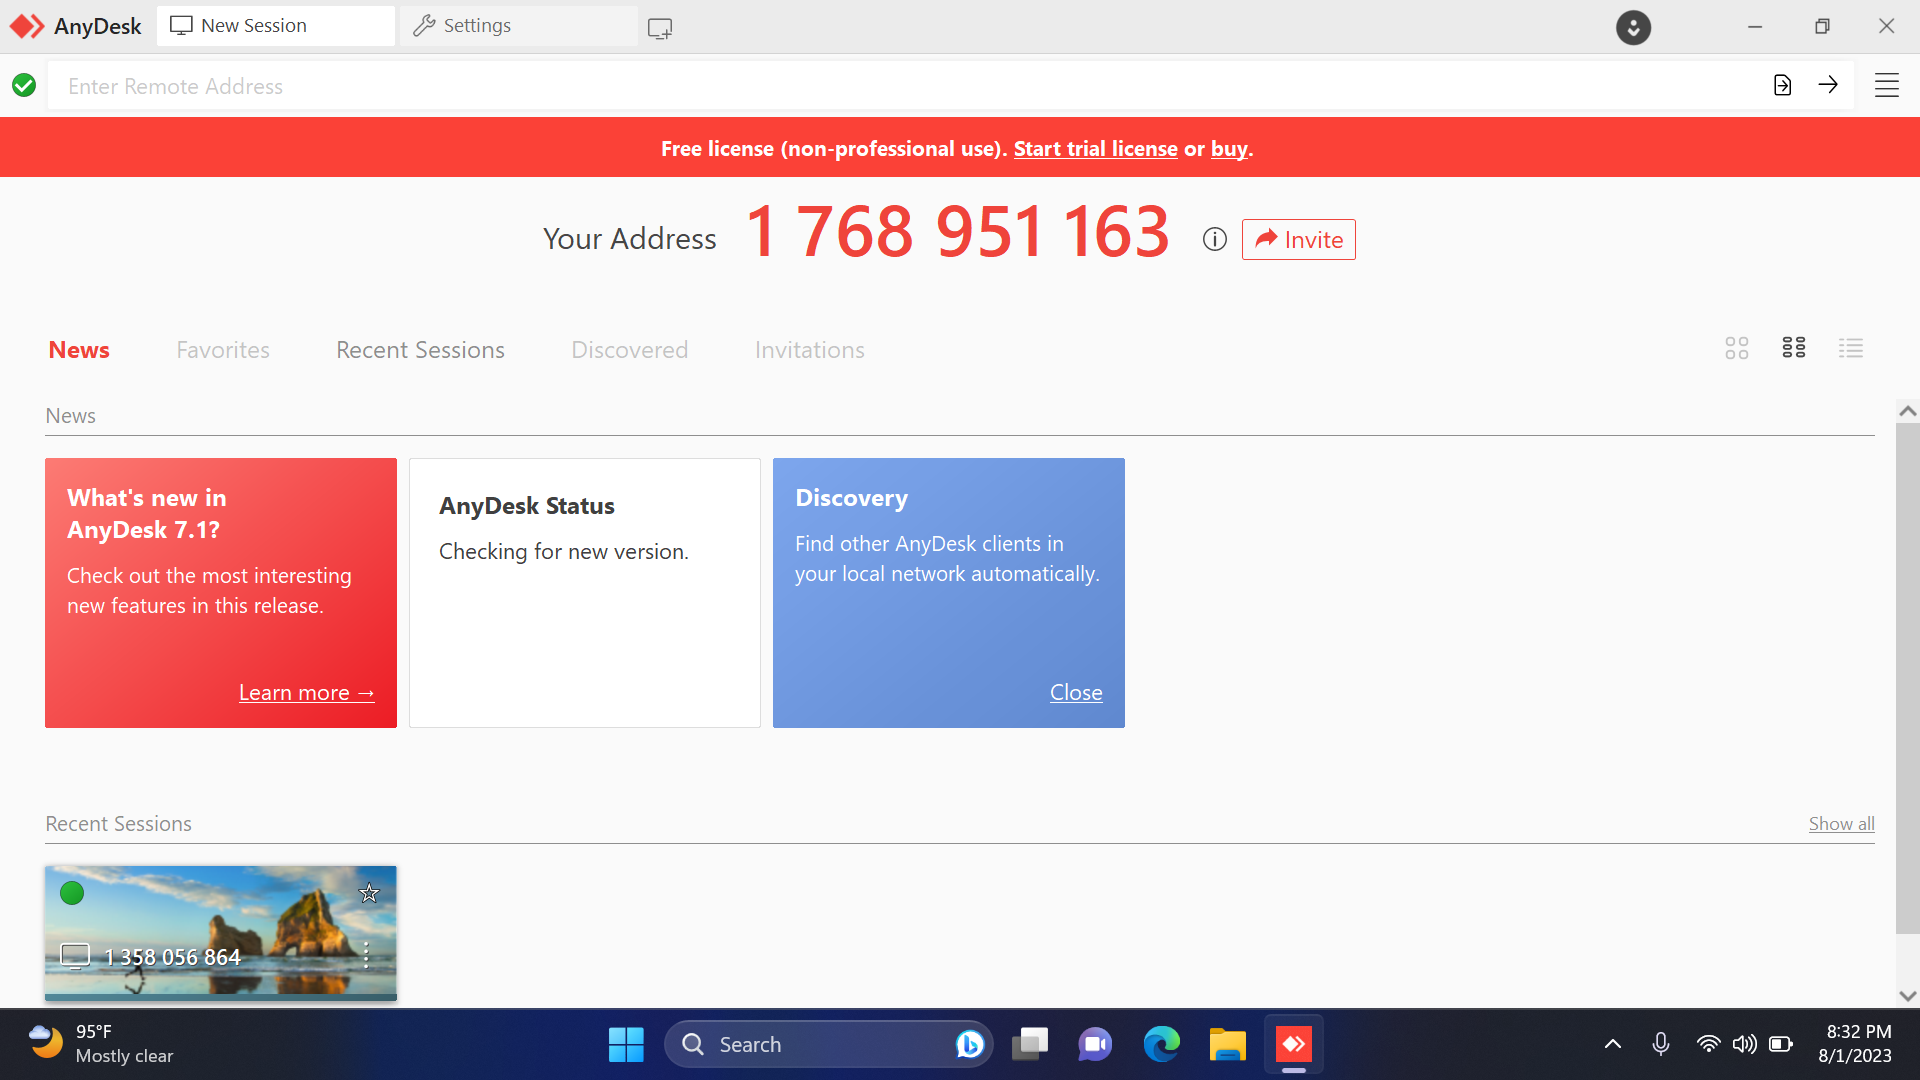 AnyDesk
New Session
Settings
Enter Remote Address
Free license (non-professional use). Start trial license or buy.
Your Address
1 768 951 163
Invite
News
Favorites
Recent Sessions
Discovered
Invitations
News
What's new in
AnyDesk 7.1?
Check out the most interesting
new features in this release.
Learn more →
AnyDesk Status
Checking for new version.
Discovery
Find other AnyDesk clients in
your local network automatically.
Close
Recent Sessions
Show all
1 358 056 864
95°F
Mostly clear
Search
8:32 PM
8/1/2023